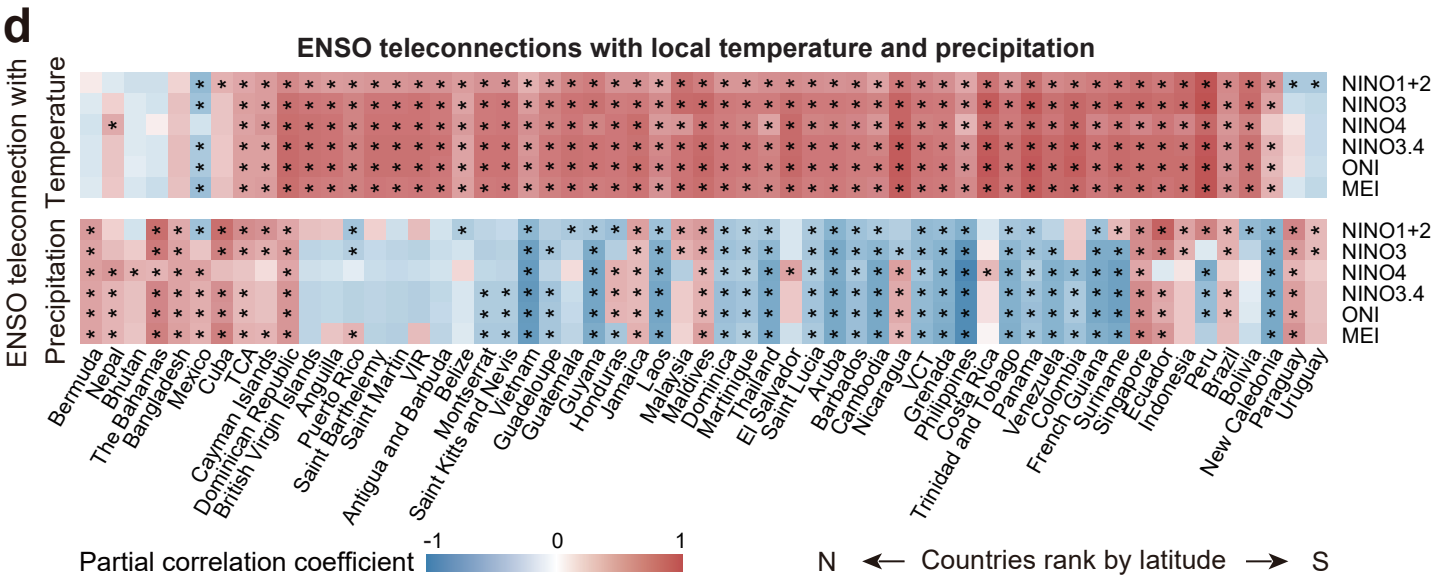 d
ENSO teleconnections with local temperature and precipitation
ENSO teleconnection with
Temperature
NINO1+2
NINO3
NINO4
NINO3.4
ONI
MEI
Precipitation
NINO1+2
NINO3
NINO4
NINO3.4
ONI
MEI
Bermuda
Nepal
Bhutan
The Bahamas
Bangladesh
Mexico
Cuba
TCA
Cayman Islands
Dominican Republic
British Virgin Islands
Anguilla
Puerto Rico
Saint Barthelemy
Saint Martin
VIR
Antigua and Barbuda
Belize
Montserrat
Saint Kitts and Nevis
Vietnam
Guadeloupe
Guatemala
Guyana
Honduras
Jamaica
Laos
Malaysia
Maldives
Dominica
Martinique
Thailand
El Salvador
Saint Lucia
Aruba
Barbados
Cambodia
Nicaragua
VCT
Grenada
Philippines
Costa Rica
Trinidad and Tobago
Panama
Venezuela
Colombia
French Guiana
Suriname
Singapore
Ecuador
Indonesia
Peru
Brazil
Bolivia
New Caledonia
Paraguay
Uruguay
Partial correlation coefficient
-1 0 1
N Countries rank by latitude S